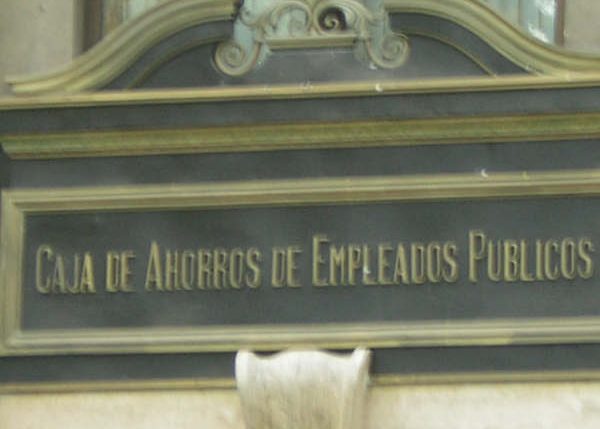 CAJA DE AHORROS DE EMPLEADOS PUBLICOS